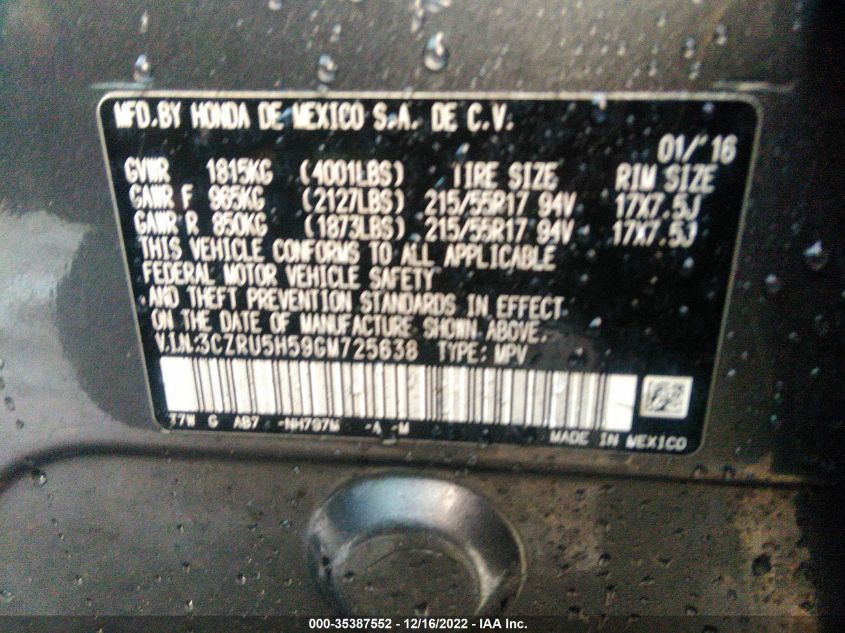 MFD.BY HONDA DE MEXICO S.A. DE C.V.
01/'16
GVWR 1815KG (4001LBS) TIRE SIZE RIM SIZE
GAWR F 965KG (2127LBS) 215/55R17 94V 17X7.5J
GAWR R 850KG (1873LBS) 215/55R17 94V 17X7.5J
THIS VEHICLE CONFORMS TO ALL APPLICABLE
FEDERAL MOTOR VEHICLE SAFETY
AND THEFT PREVENTION STANDARDS IN EFFECT
ON THE DATE OF MANUFACTURE SHOWN ABOVE.
V.I.N.:3CZRU5H59GM725638 TYPE: MPV
T7W G AB7 -NH797M -A -M
MADE IN MEXICO
000-35387552 - 12/16/2022 - IAA Inc.